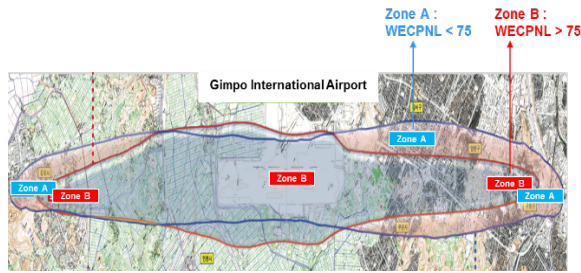 Zone A :
WECPNL < 75
Zone B :
WECPNL > 75
Gimpo International Airport
Zone A
Zone A
Zone B
Zone B
Zone B
Zone A